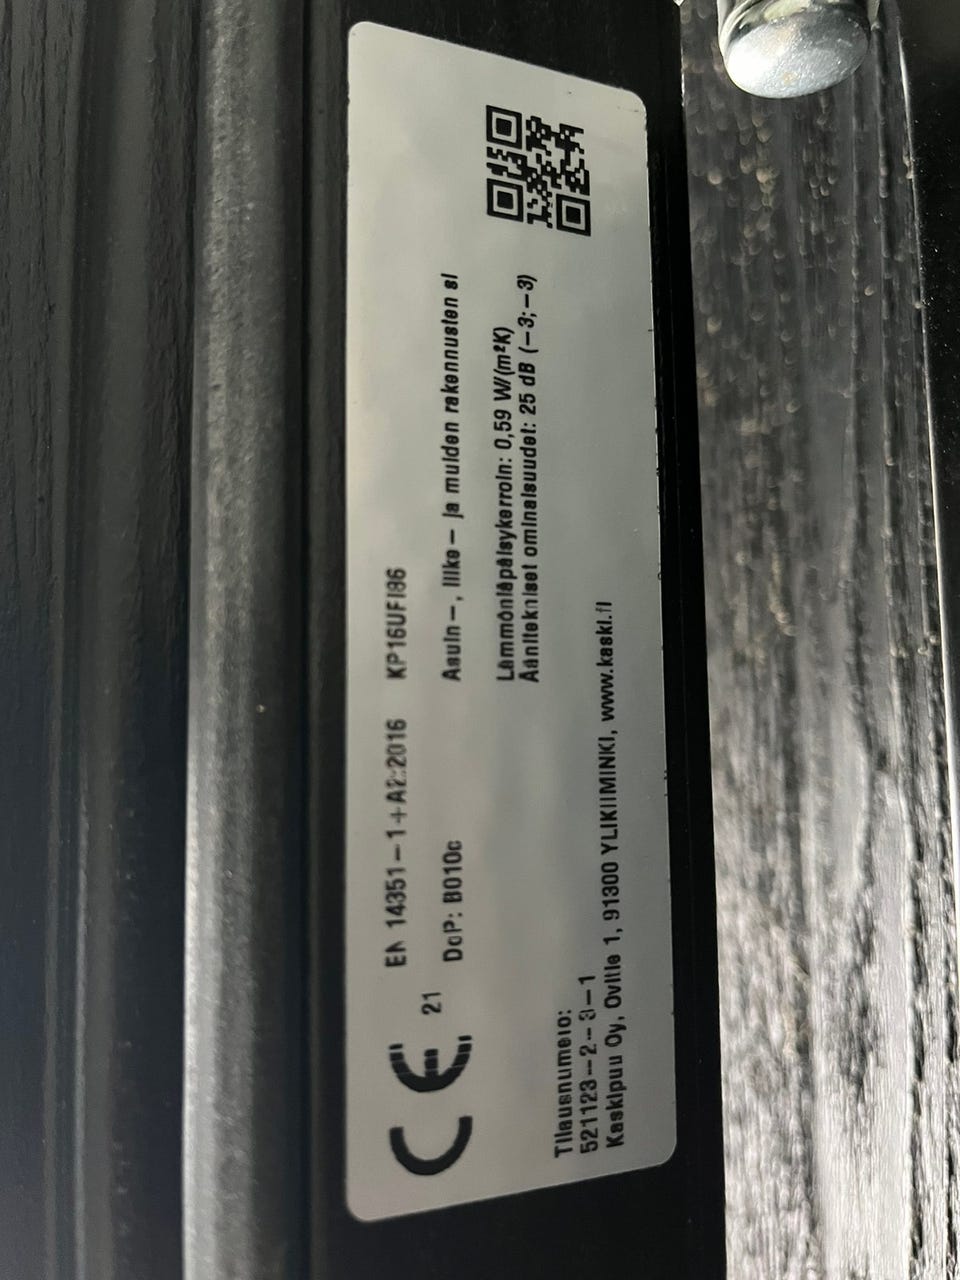 CE 21
EN 14351-1+A2:2016 KP16UFI86
DoP: B010c Asuin-, liike- ja muiden rakennusten si
Lämmönläpäisykerroin: 0,59 W/(m²K)
Äänitekniset ominaisuudet: 25 dB (-3;-3)
Tilausnumero:
521123-2-3-1
Kaskipuu Oy, Ovitie 1, 91300 YLIKIIMINKI, www.kaski.fi